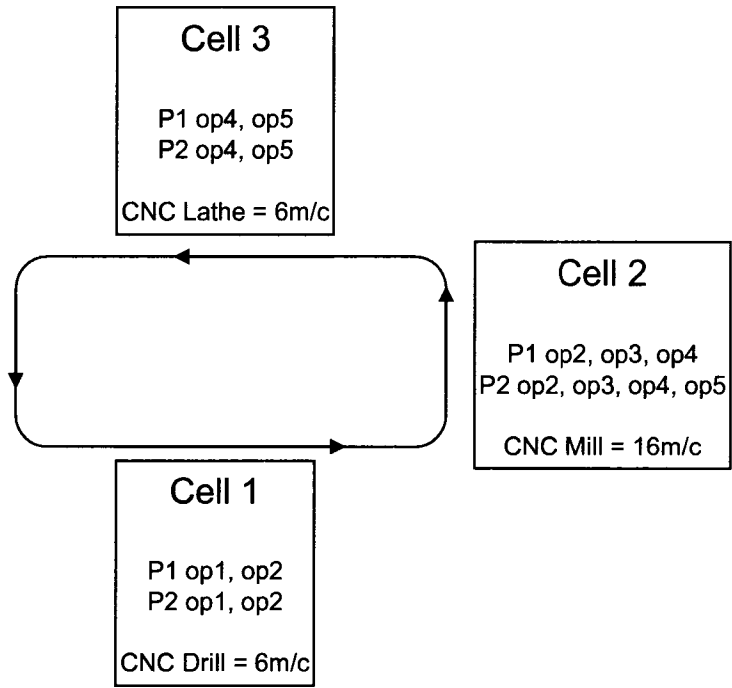 Cell 3
P1 op4, op5
P2 op4, op5
CNC Lathe = 6m/c
Cell 2
P1 op2, op3, op4
P2 op2, op3, op4, op5
CNC Mill = 16m/c
Cell 1
P1 op1, op2
P2 op1, op2
CNC Drill = 6m/c